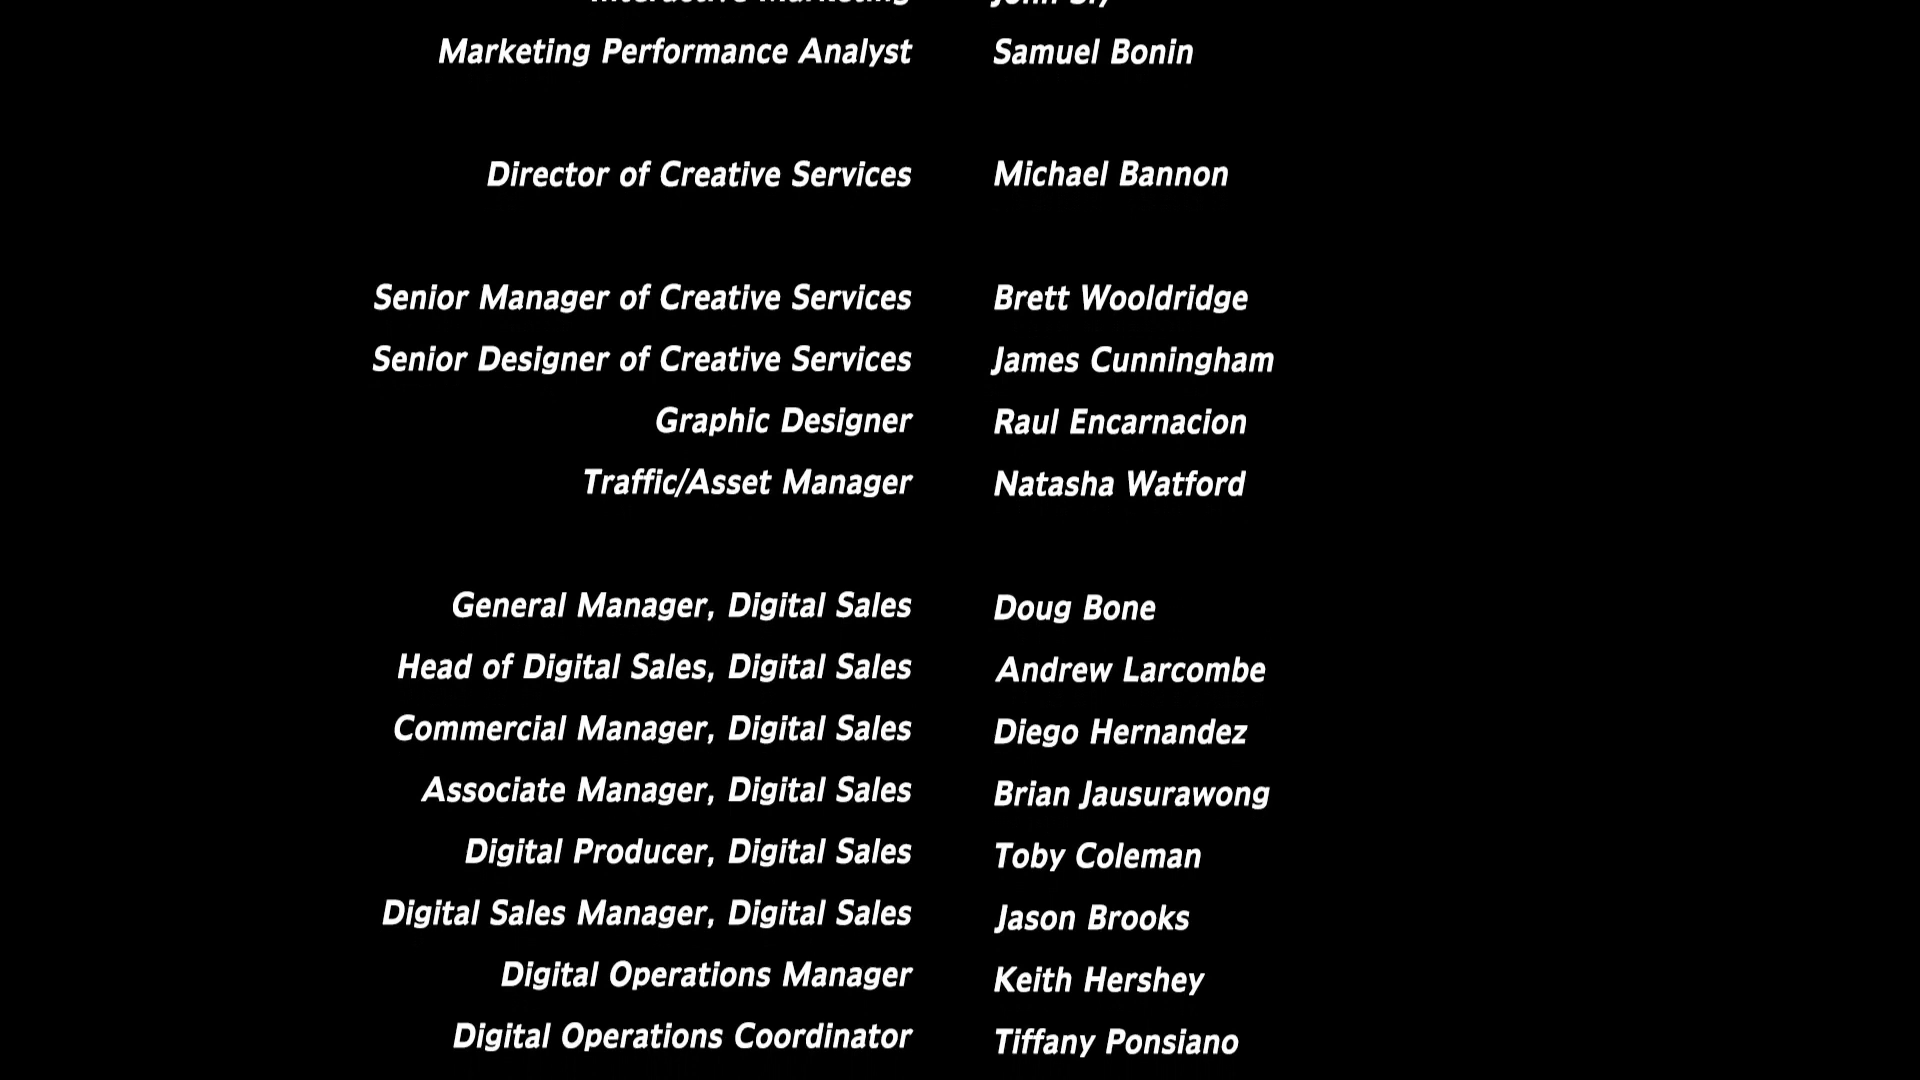 Marketing Performance Analyst Samuel Bonin
Director of Creative Services Michael Bannon
Senior Manager of Creative Services Brett Wooldridge
Senior Designer of Creative Services James Cunningham
Graphic Designer Raul Encarnacion
Traffic/Asset Manager Natasha Watford
General Manager, Digital Sales Doug Bone
Head of Digital Sales, Digital Sales Andrew Larcombe
Commercial Manager, Digital Sales Diego Hernandez
Associate Manager, Digital Sales Brian Jausurawong
Digital Producer, Digital Sales Toby Coleman
Digital Sales Manager, Digital Sales Jason Brooks
Digital Operations Manager Keith Hershey
Digital Operations Coordinator Tiffany Ponsiano